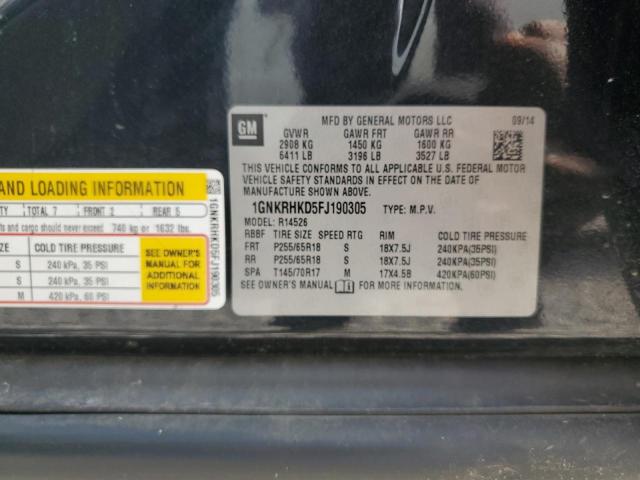 AND LOADING INFORMATION
TOTAL 7 FRONT 2 REAR 5
and cargo should never exceed 740 kg or 1632 lbs.
SIZE COLD TIRE PRESSURE
S 240 kPa, 35 PSI
S 240 kPa, 35 PSI
M 420 kPa, 60 PSI
SEE OWNER'S
MANUAL FOR
ADDITIONAL
INFORMATION
1GNKRHKD5FJ190305
GM
MFD BY GENERAL MOTORS LLC 09/14
GVWR GAWR FRT GAWR RR
2908 KG 1450 KG 1600 KG
6411 LB 3196 LB 3527 LB
THIS VEHICLE CONFORMS TO ALL APPLICABLE U.S. FEDERAL MOTOR
VEHICLE SAFETY STANDARDS IN EFFECT ON THE DATE OF
MANUFACTURE SHOWN ABOVE.
1GNKRHKD5FJ190305 TYPE: M.P.V.
MODEL: R14526
RBBF TIRE SIZE SPEED RTG RIM COLD TIRE PRESSURE
FRT P255/65R18 S 18X7.5J 240KPA(35PSI)
RR P255/65R18 S 18X7.5J 240KPA(35PSI)
SPA T145/70R17 M 17X4.5B 420KPA(60PSI)
SEE OWNER'S MANUAL FOR MORE INFORMATION.